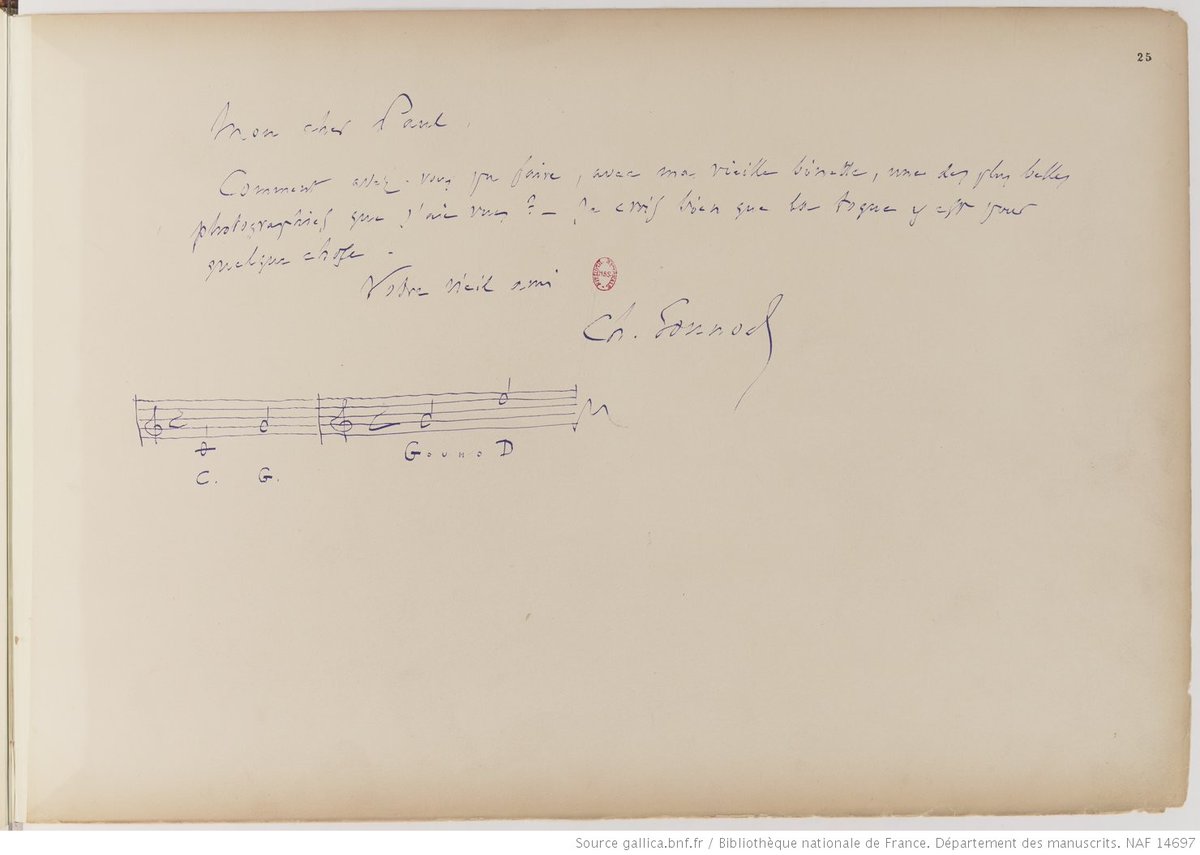 25
Mon cher Paul.
Comment avez-vous pu faire, avec ma vieille binette, une des plus belles
photographies que j'aie vues? – Je crois bien que la toque y est pour
quelque chose.
Votre vieil ami
Ch. Gounod
GounoD
C. G.
Source gallica.bnf.fr / Bibliothèque nationale de France. Département des manuscrits. NAF 14697